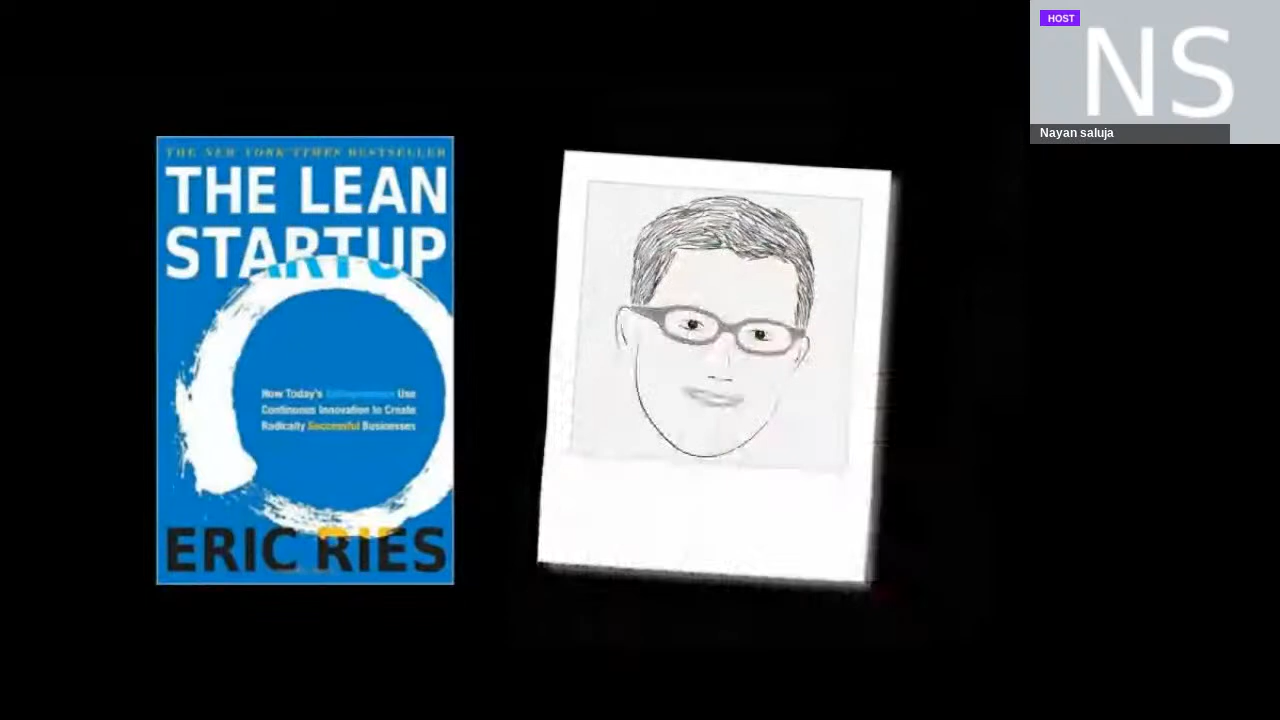 THE NEW YORK TIMES BESTSELLER
THE LEAN
STARTUP
How Today's Entrepreneurs Use
Continuous Innovation to Create
Radically Successful Businesses
ERIC RIES
HOST
NS
Nayan saluja